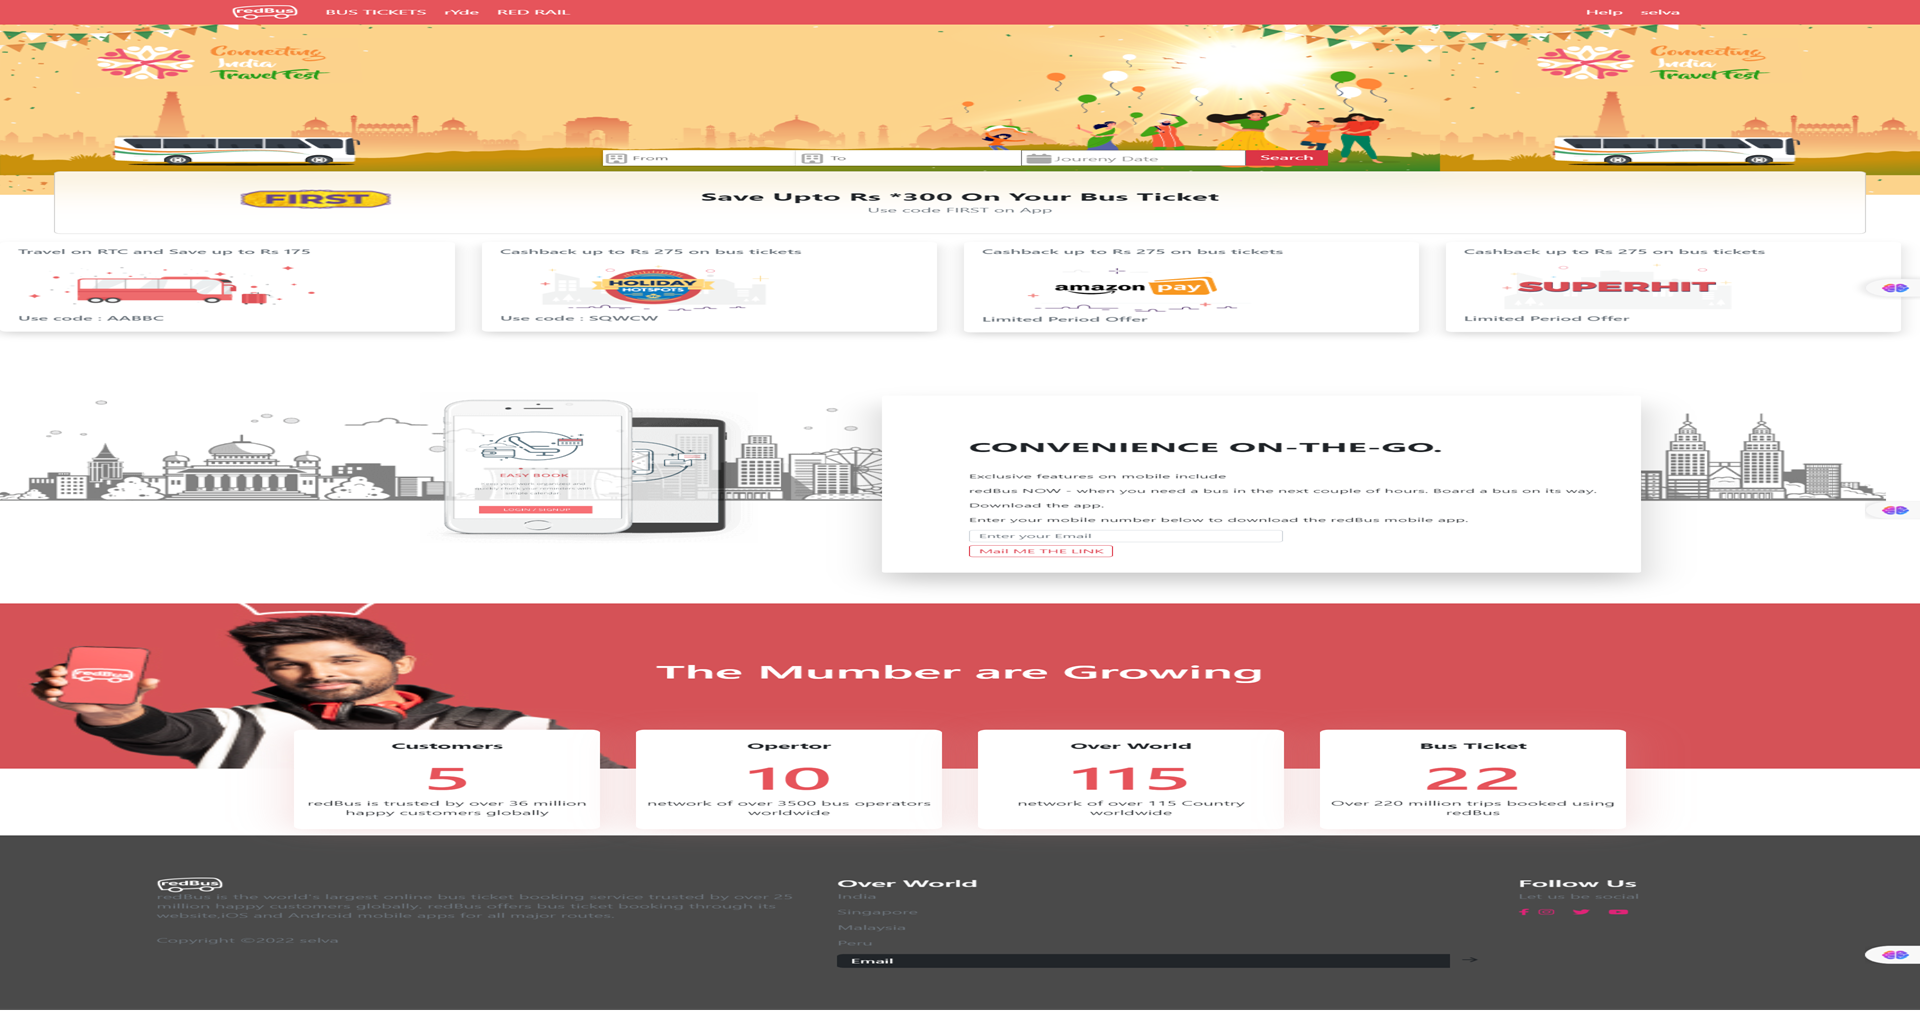 redBus BUS TICKETS rYde RED RAIL Help selva
Connecting
India
Travel Fest
Connecting
India
Travel Fest
From To Joureny Date Search
FIRST
Save Upto Rs *300 On Your Bus Ticket
Use code FIRST on App
Travel on RTC and Save up to Rs 175
Use code : AABBC
Cashback up to Rs 275 on bus tickets
HOLIDAY
HOTSPOTS
Use code : SQWCW
Cashback up to Rs 275 on bus tickets
amazon pay
Limited Period Offer
Cashback up to Rs 275 on bus tickets
SUPERHIT
Limited Period Offer
EASY BOOK
LOGIN / SIGNUP
CONVENIENCE ON-THE-GO.
Exclusive features on mobile include
redBus NOW - when you need a bus in the next couple of hours. Board a bus on its way.
Download the app.
Enter your mobile number below to download the redBus mobile app.
Enter your Email
Mail ME THE LINK
redBus
The Mumber are Growing
Customers
5
redBus is trusted by over 36 million
happy customers globally
Opertor
10
network of over 3500 bus operators
worldwide
Over World
115
network of over 115 Country
worldwide
Bus Ticket
22
Over 220 million trips booked using
redBus
redBus
redBus is the world's largest online bus ticket booking service trusted by over 25
million happy customers globally. redBus offers bus ticket booking through its
website,iOS and Android mobile apps for all major routes.
Copyright ©2022 selva
Over World
India
Singapore
Malaysia
Peru
Email
Follow Us
Let us be social